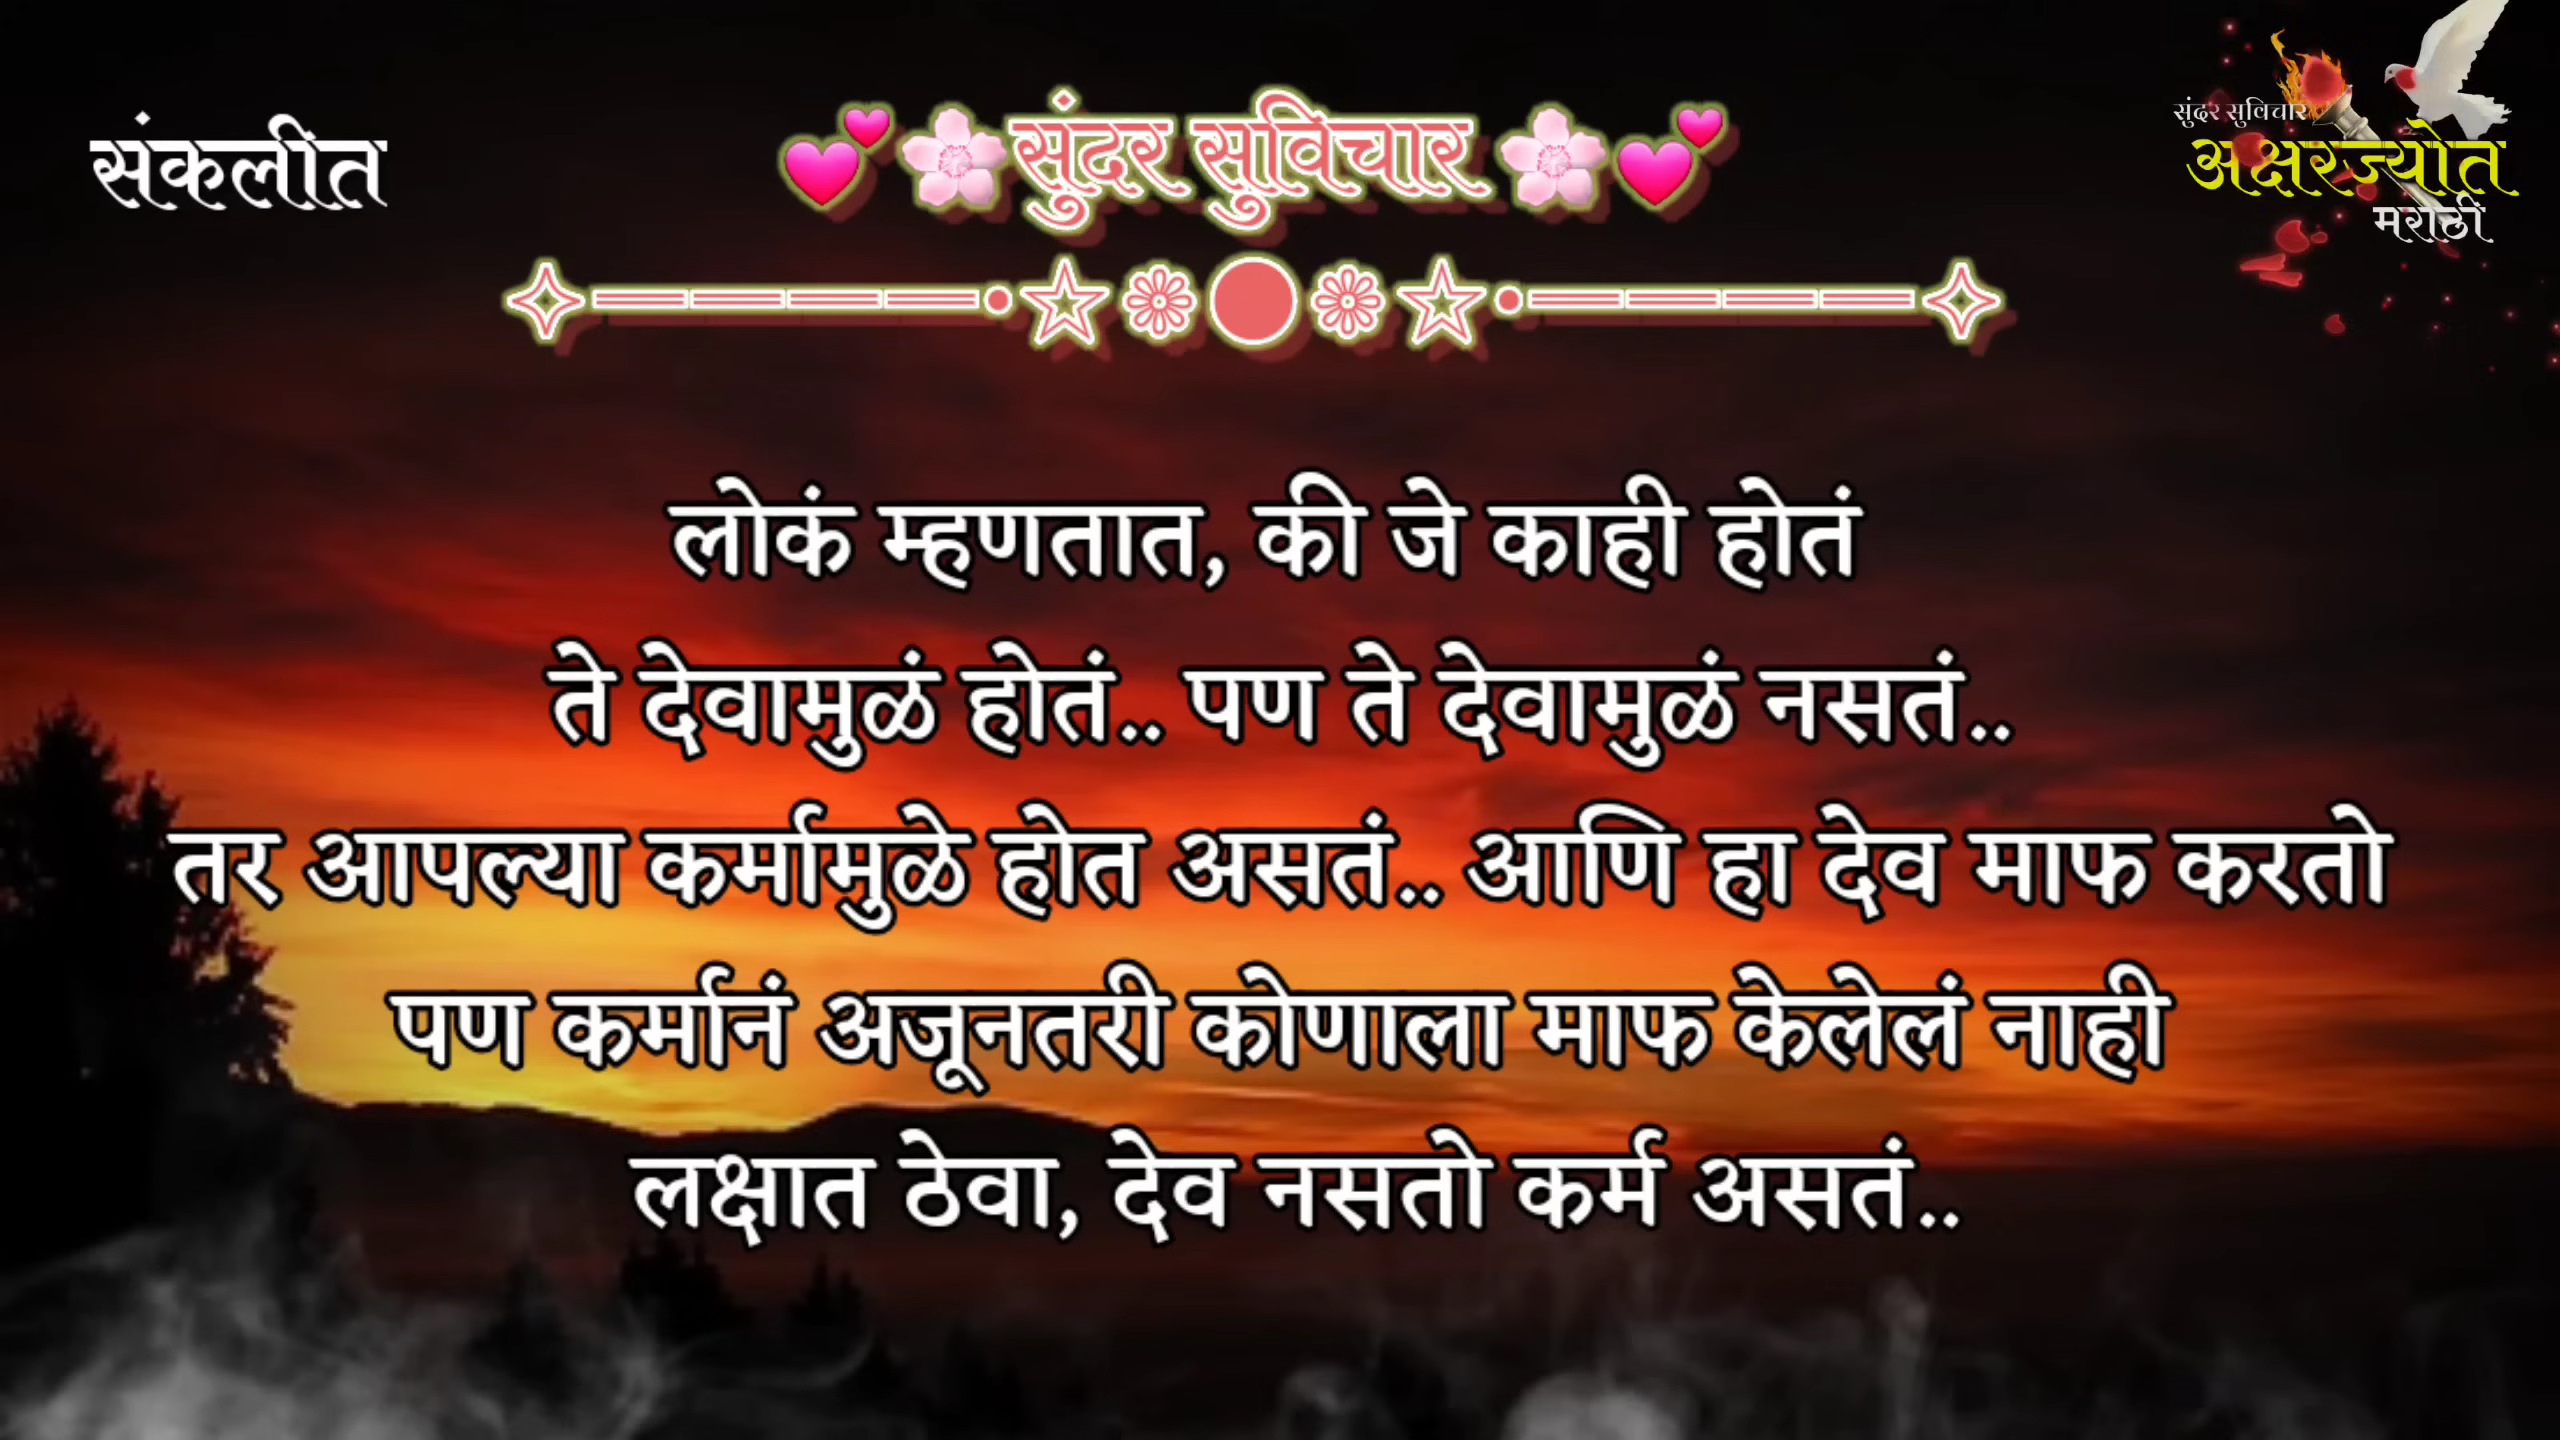 संकलीत
💕🌸सुंदर सुविचार🌸💕
सुंदर सुविचार
अक्षरज्योत
मराठी
लोकं म्हणतात, की जे काही होतं
ते देवामुळं होतं.. पण ते देवामुळं नसतं..
तर आपल्या कर्मामुळे होत असतं.. आणि हा देव माफ करतो
पण कर्मानं अजूनतरी कोणाला माफ केलेलं नाही
लक्षात ठेवा, देव नसतो कर्म असतं..